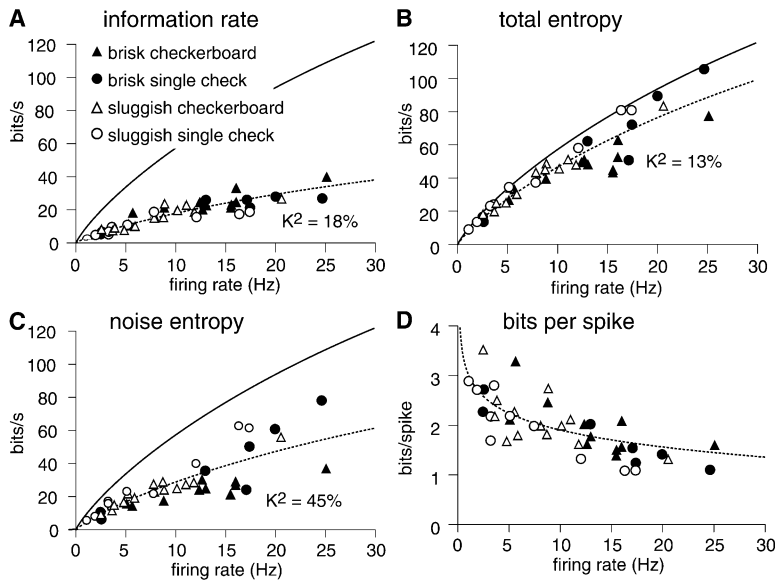 A information rate
120
100
80
60
40
20
0
bits/s
brisk checkerboard
brisk single check
sluggish checkerboard
sluggish single check
K² = 18%
0 5 10 15 20 25 30
firing rate (Hz)
B total entropy
120
100
80
60
40
20
0
bits/s
K² = 13%
0 5 10 15 20 25 30
firing rate (Hz)
C noise entropy
120
100
80
60
40
20
0
bits/s
K² = 45%
0 5 10 15 20 25 30
firing rate (Hz)
D bits per spike
4
3
2
1
0
bits/spike
0 5 10 15 20 25 30
firing rate (Hz)